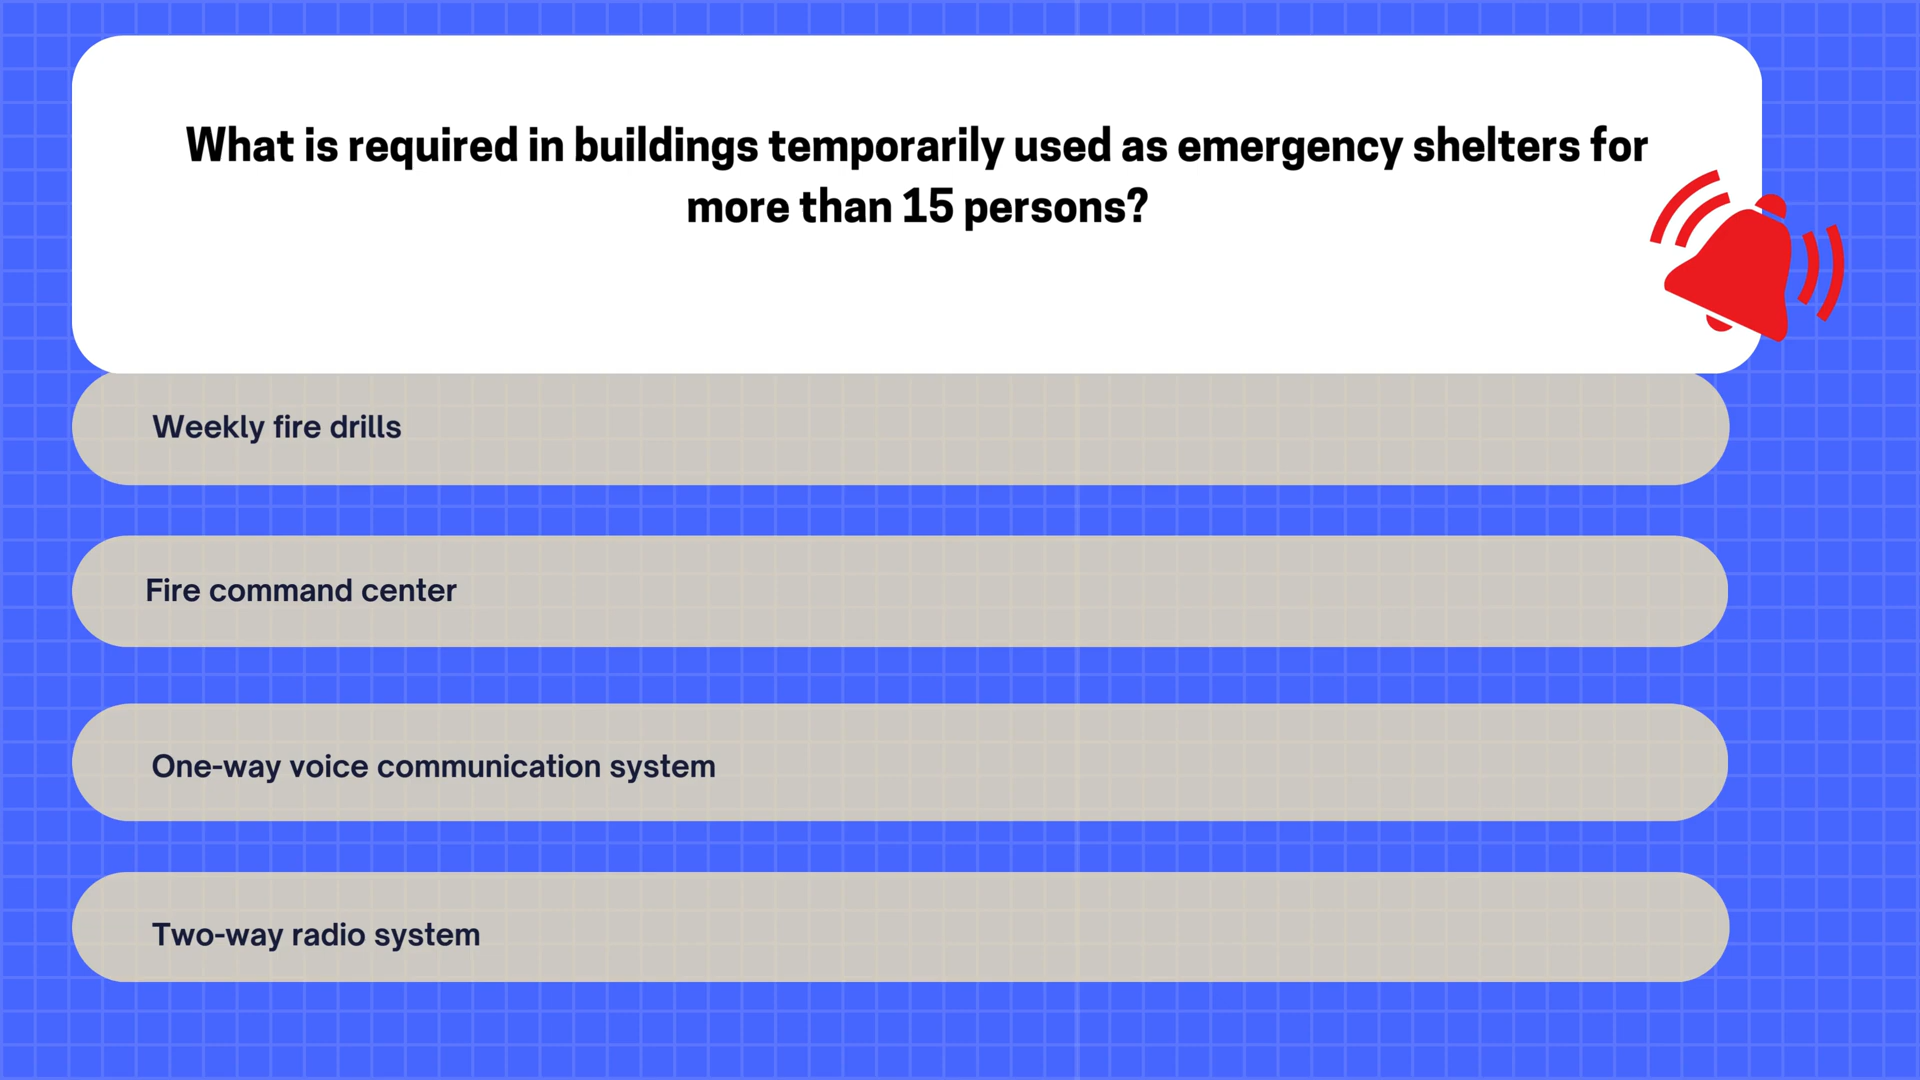 What is required in buildings temporarily used as emergency shelters for
more than 15 persons?
Weekly fire drills
Fire command center
One-way voice communication system
Two-way radio system